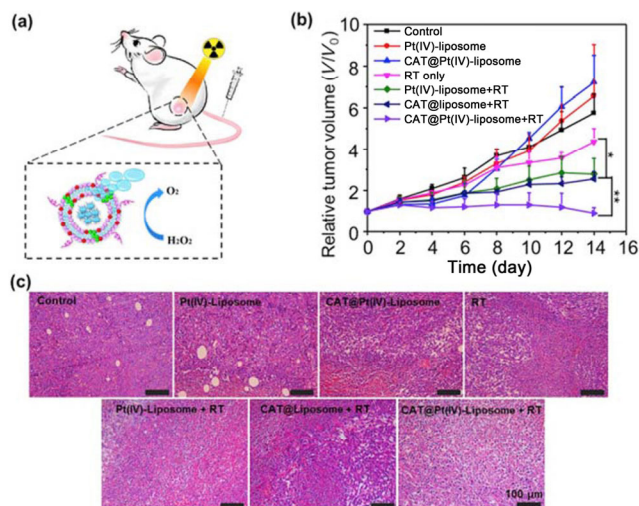 (a)
O₂
H₂O₂
(b)
Relative tumor volume (V/V₀)
10
8
6
4
2
0
0 2 4 6 8 10 12 14 16
Time (day)
Control
Pt(IV)-liposome
CAT@Pt(IV)-liposome
RT only
Pt(IV)-liposome+RT
CAT@liposome+RT
CAT@Pt(IV)-liposome+RT
*
**
(c)
Control
Pt(IV)-Liposome
CAT@Pt(IV)-Liposome
RT
Pt(IV)-Liposome + RT
CAT@Liposome + RT
CAT@Pt(IV)-Liposome + RT
100 μm